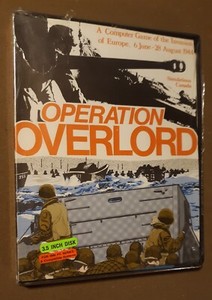 A Computer Game of the Invasion
of Europe, 6 June - 28 August 1944
Simulations
Canada
OPERATION
OVERLORD
3.5 INCH DISK